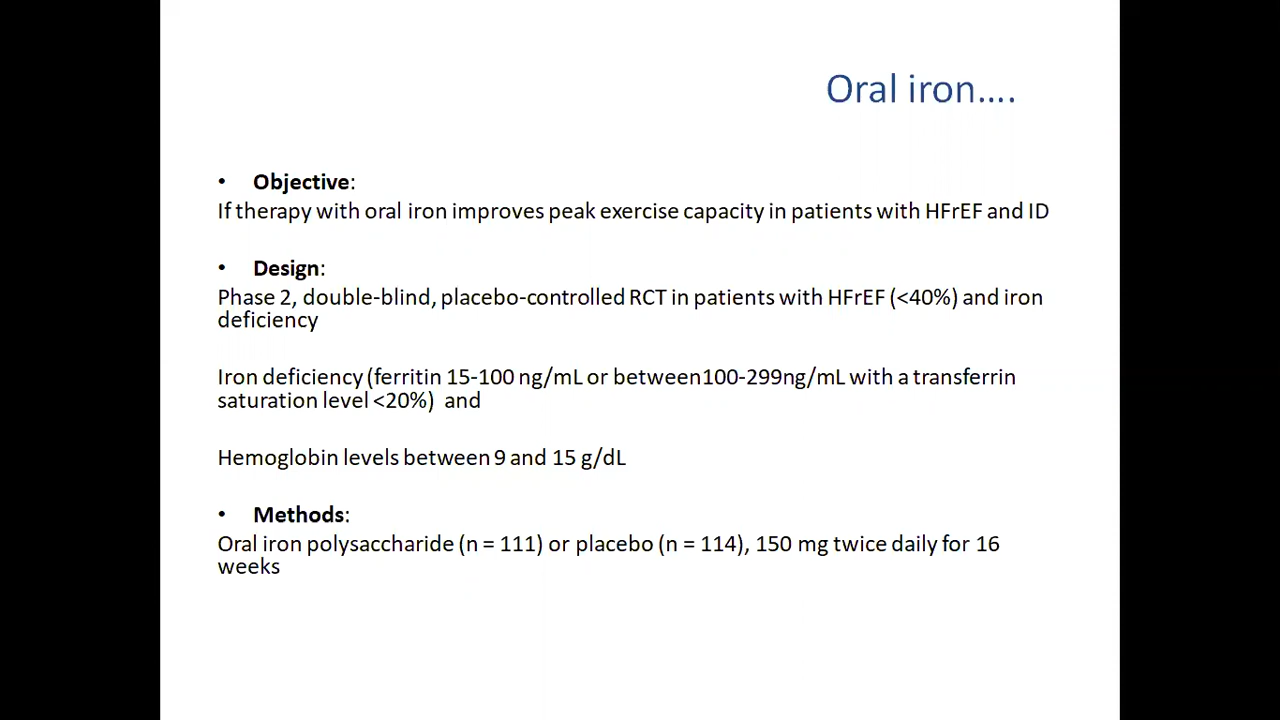 Oral iron....
• Objective:
If therapy with oral iron improves peak exercise capacity in patients with HFrEF and ID
• Design:
Phase 2, double-blind, placebo-controlled RCT in patients with HFrEF (<40%) and iron
deficiency
Iron deficiency (ferritin 15-100 ng/mL or between100-299ng/mL with a transferrin
saturation level <20%)  and
Hemoglobin levels between 9 and 15 g/dL
• Methods:
Oral iron polysaccharide (n = 111) or placebo (n = 114), 150 mg twice daily for 16
weeks